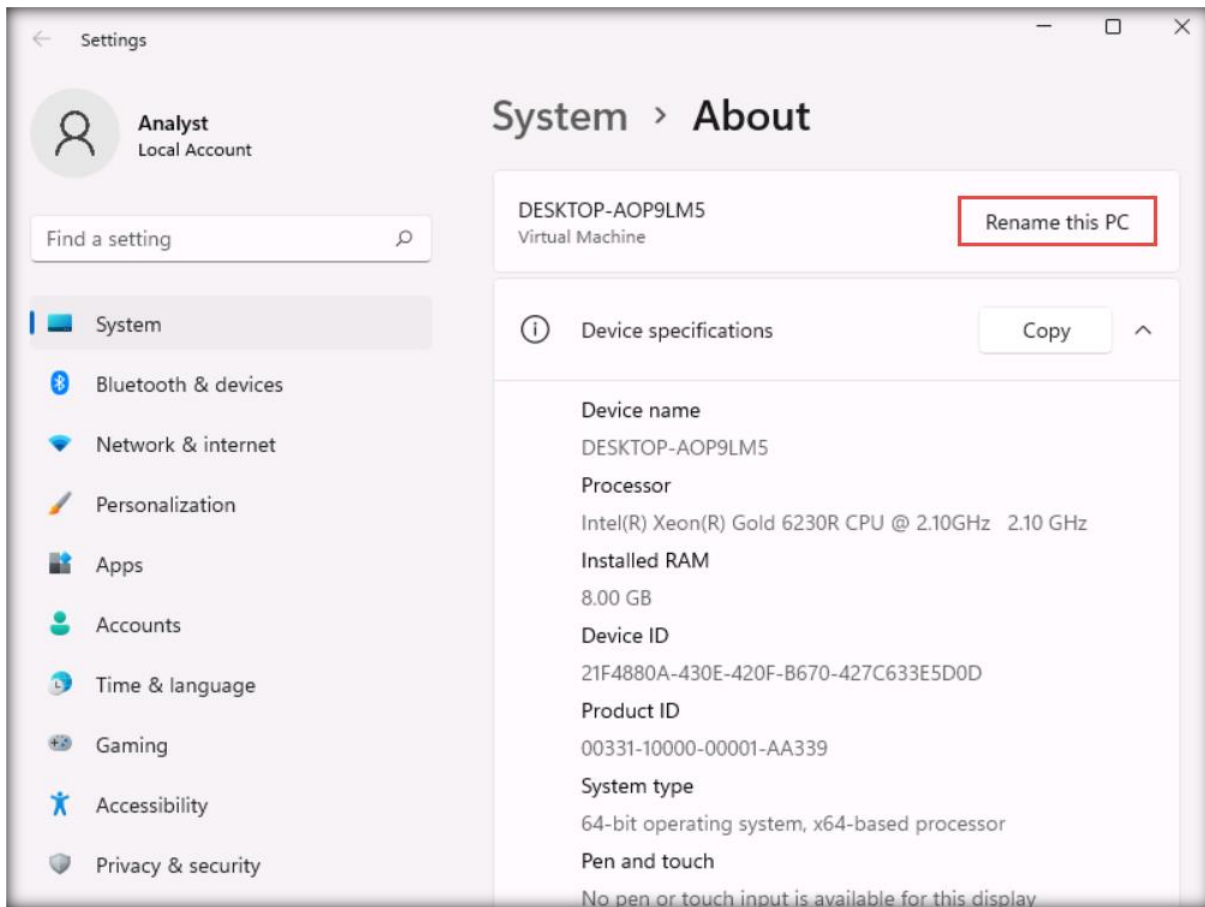 Settings
Analyst
Local Account
Find a setting
System
Bluetooth & devices
Network & internet
Personalization
Apps
Accounts
Time & language
Gaming
Accessibility
Privacy & security
System > About
DESKTOP-AOP9LM5
Virtual Machine
Rename this PC
Device specifications
Copy
Device name
DESKTOP-AOP9LM5
Processor
Intel(R) Xeon(R) Gold 6230R CPU @ 2.10GHz 2.10 GHz
Installed RAM
8.00 GB
Device ID
21F4880A-430E-420F-B670-427C633E5D0D
Product ID
00331-10000-00001-AA339
System type
64-bit operating system, x64-based processor
Pen and touch
No pen or touch input is available for this display